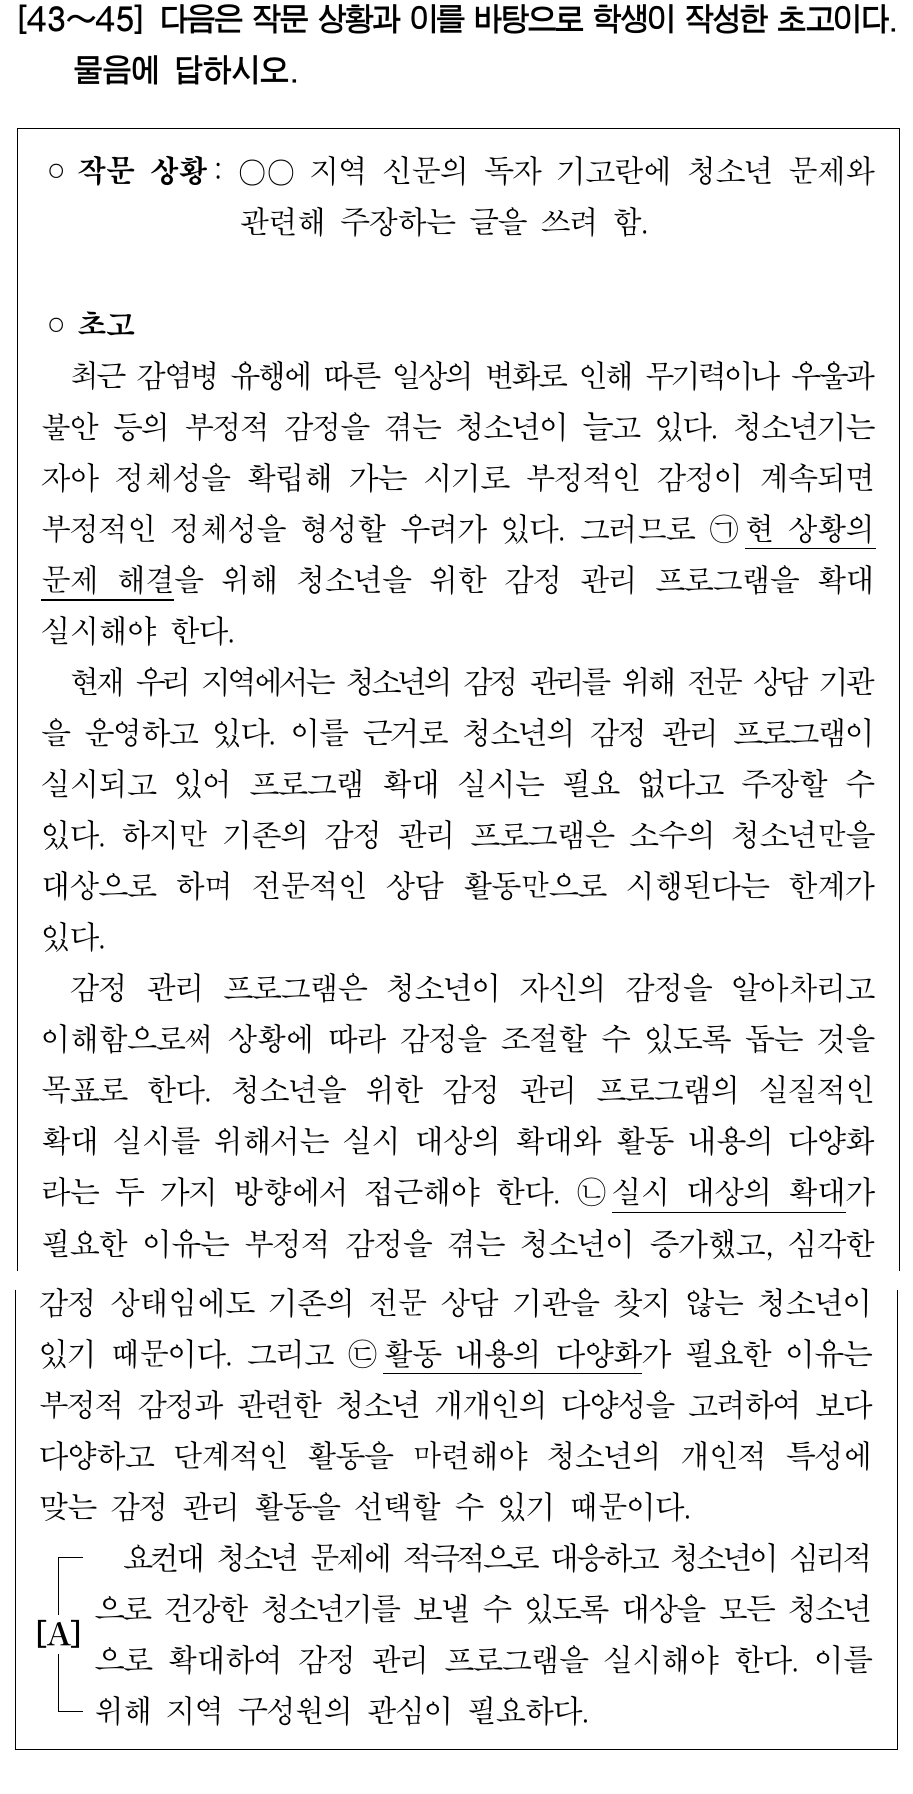 [43～45] 다음은 작문 상황과 이를 바탕으로 학생이 작성한 초고이다.
물음에 답하시오.
○ 작문 상황 : ○○ 지역 신문의 독자 기고란에 청소년 문제와
관련해 주장하는 글을 쓰려 함.
○ 초고
최근 감염병 유행에 따른 일상의 변화로 인해 무기력이나 우울과
불안 등의 부정적 감정을 겪는 청소년이 늘고 있다. 청소년기는
자아 정체성을 확립해 가는 시기로 부정적인 감정이 계속되면
부정적인 정체성을 형성할 우려가 있다. 그러므로 ㉠현 상황의
문제 해결을 위해 청소년을 위한 감정 관리 프로그램을 확대
실시해야 한다.
현재 우리 지역에서는 청소년의 감정 관리를 위해 전문 상담 기관
을 운영하고 있다. 이를 근거로 청소년의 감정 관리 프로그램이
실시되고 있어 프로그램 확대 실시는 필요 없다고 주장할 수
있다. 하지만 기존의 감정 관리 프로그램은 소수의 청소년만을
대상으로 하며 전문적인 상담 활동만으로 시행된다는 한계가
있다.
감정 관리 프로그램은 청소년이 자신의 감정을 알아차리고
이해함으로써 상황에 따라 감정을 조절할 수 있도록 돕는 것을
목표로 한다. 청소년을 위한 감정 관리 프로그램의 실질적인
확대 실시를 위해서는 실시 대상의 확대와 활동 내용의 다양화
라는 두 가지 방향에서 접근해야 한다. ㉡실시 대상의 확대가
필요한 이유는 부정적 감정을 겪는 청소년이 증가했고, 심각한
감정 상태임에도 기존의 전문 상담 기관을 찾지 않는 청소년이
있기 때문이다. 그리고 ㉢활동 내용의 다양화가 필요한 이유는
부정적 감정과 관련한 청소년 개개인의 다양성을 고려하여 보다
다양하고 단계적인 활동을 마련해야 청소년의 개인적 특성에
맞는 감정 관리 활동을 선택할 수 있기 때문이다.
요컨대 청소년 문제에 적극적으로 대응하고 청소년이 심리적
으로 건강한 청소년기를 보낼 수 있도록 대상을 모든 청소년
[A]
으로 확대하여 감정 관리 프로그램을 실시해야 한다. 이를
위해 지역 구성원의 관심이 필요하다.